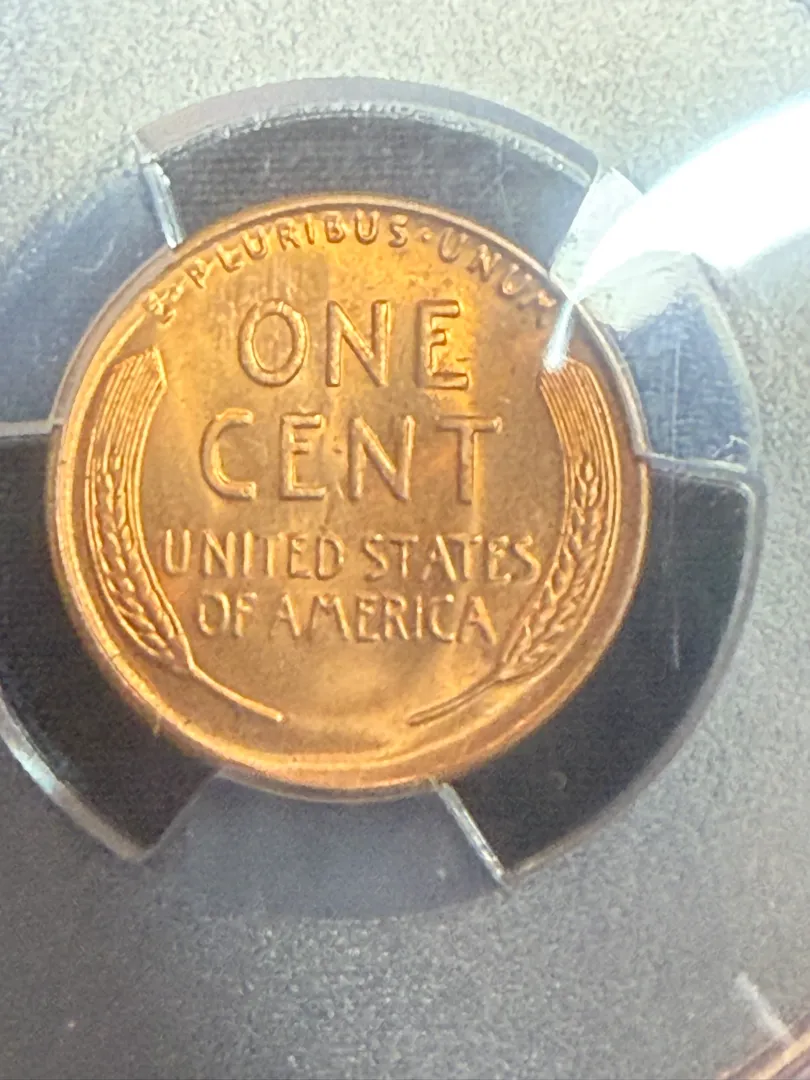 E·PLURIBUS·UNUM
ONE
CENT
UNITED STATES
OF AMERICA